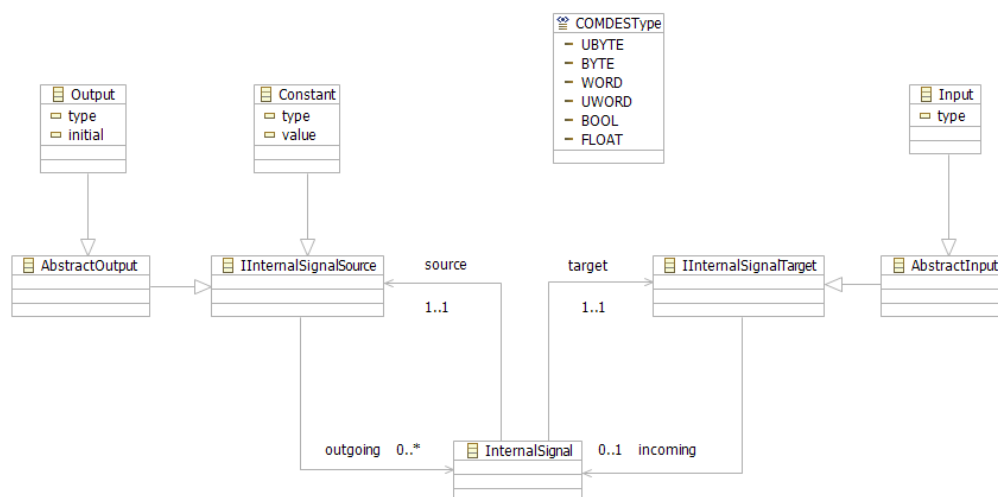 COMDESType
UBYTE
BYTE
WORD
UWORD
BOOL
FLOAT
Output
type
initial
Constant
type
value
Input
type
AbstractOutput
IInternalSignalSource
source
1..1
target
1..1
IInternalSignalTarget
AbstractInput
outgoing 0..*
InternalSignal
0..1 incoming